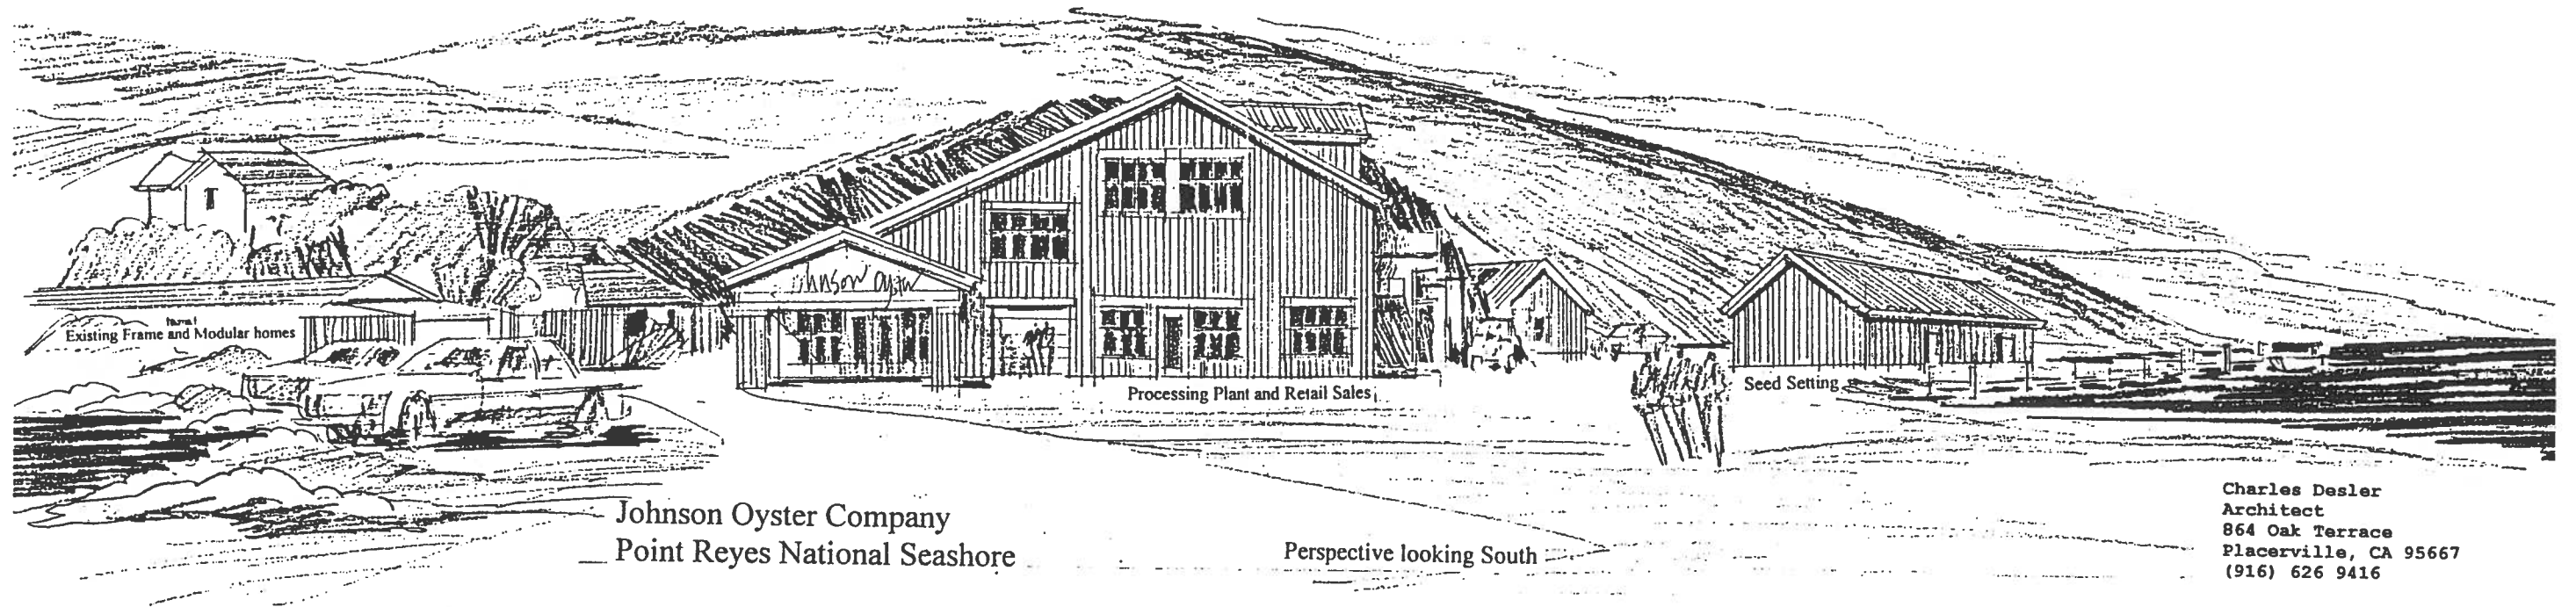 Johnson Oyster
Existing Frame and Modular homes
Processing Plant and Retail Sales
Seed Setting
Johnson Oyster Company
Point Reyes National Seashore
Perspective looking South
Charles Desler
Architect
864 Oak Terrace
Placerville, CA 95667
(916) 626 9416